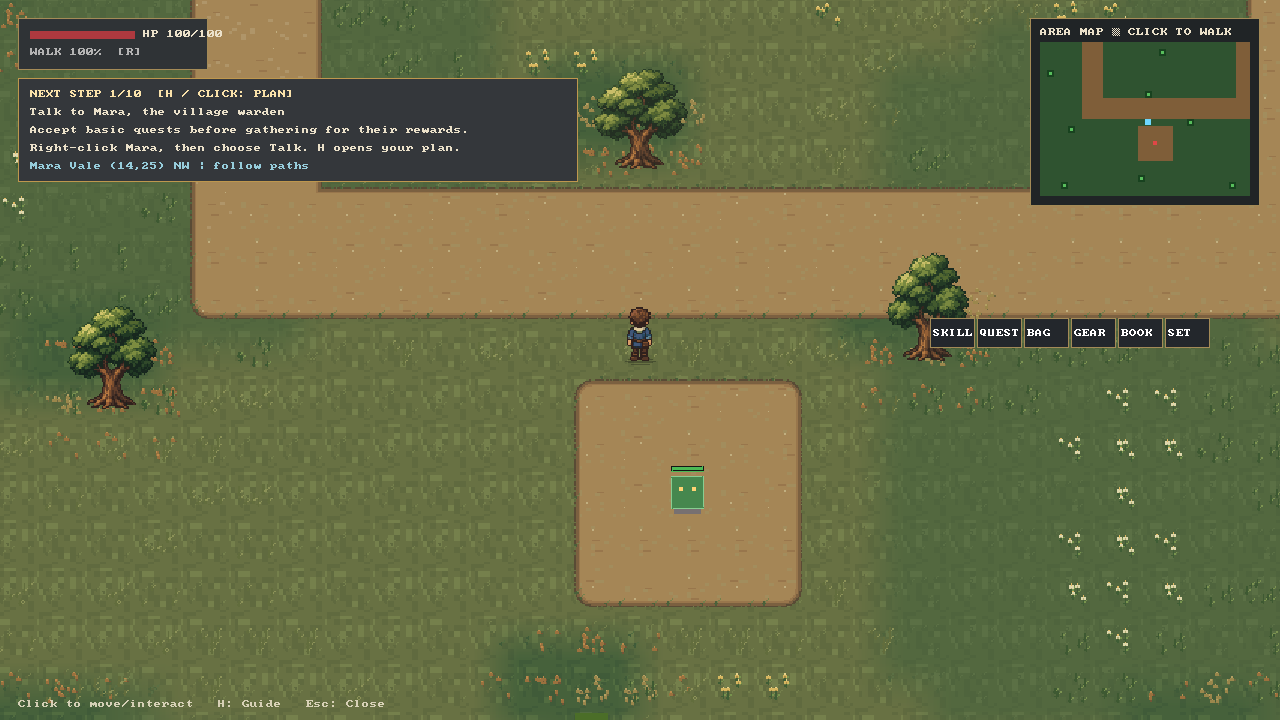 HP 100/100
WALK 100% [R]
NEXT STEP 1/10 [H / CLICK: PLAN]
Talk to Mara, the village warden
Accept basic quests before gathering for their rewards.
Right-click Mara, then choose Talk. H opens your plan.
Mara Vale (14,25) NW ¦ follow paths
AREA MAP ▒ CLICK TO WALK
SKILL QUEST BAG GEAR BOOK SET
Click to move/interact H: Guide Esc: Close